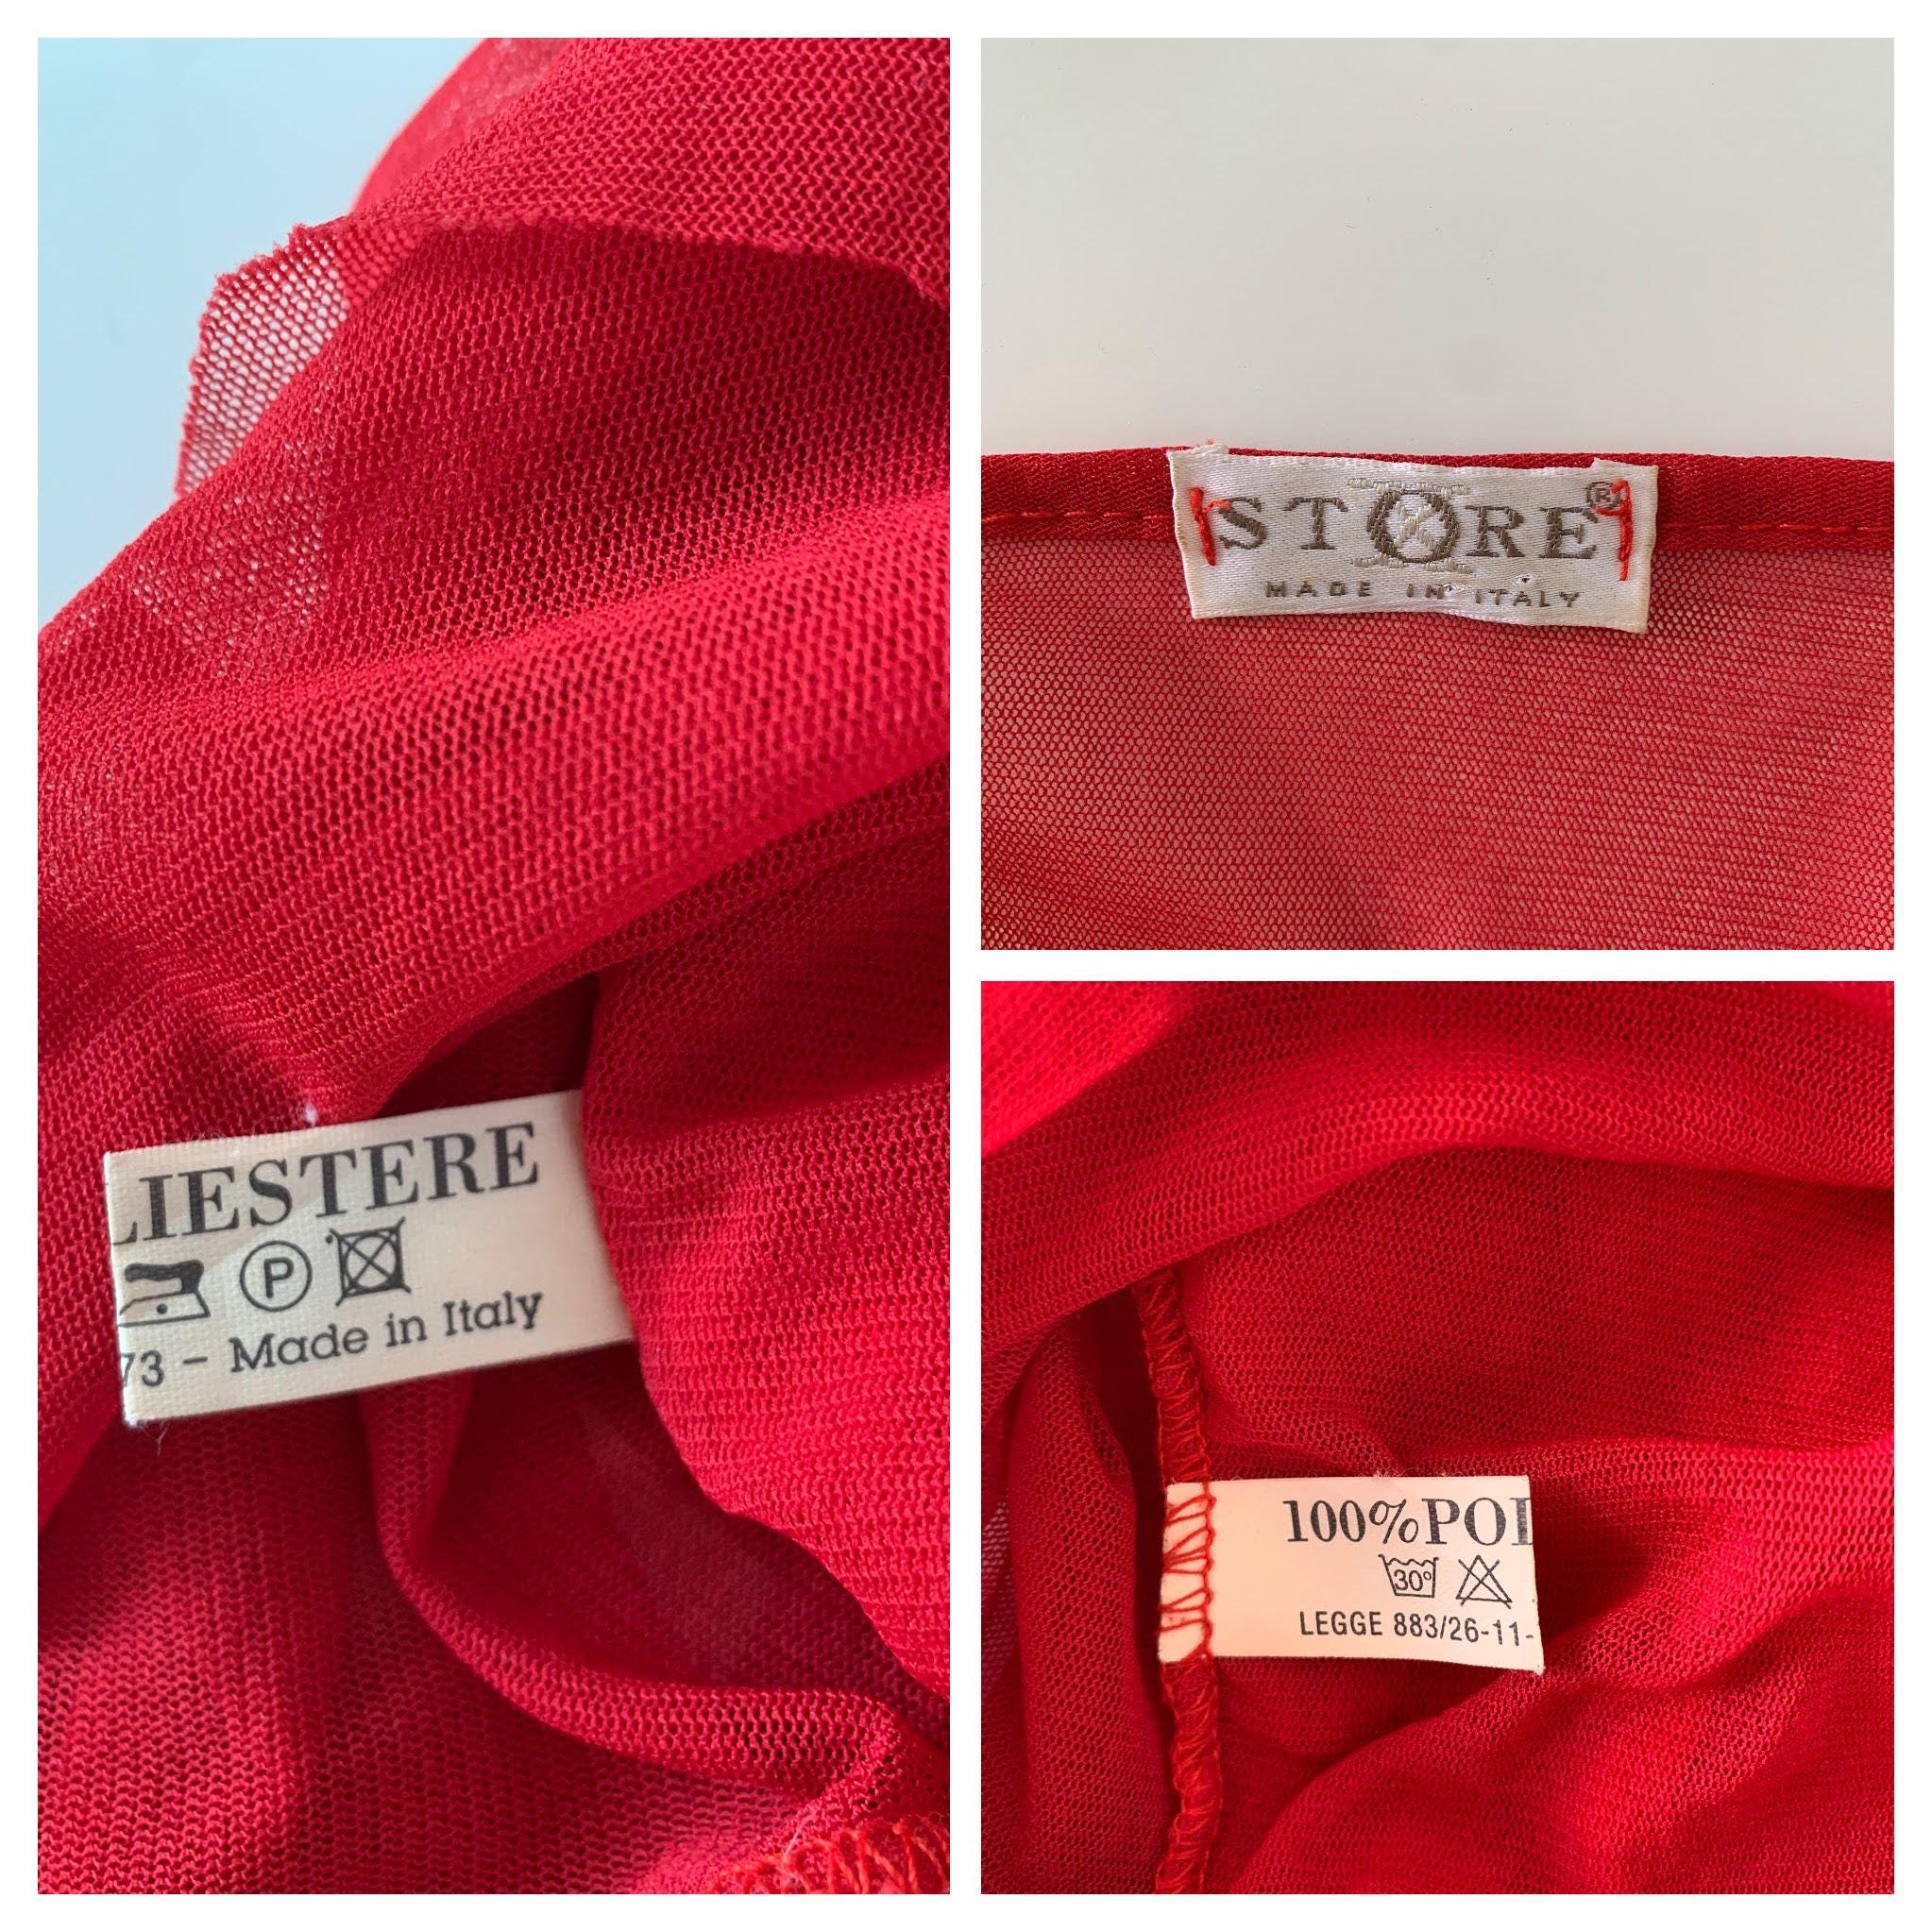 LIESTERE
P
73 – Made in Italy
STORE®
MADE IN ITALY
100%POL
30°
LEGGE 883/26-11-